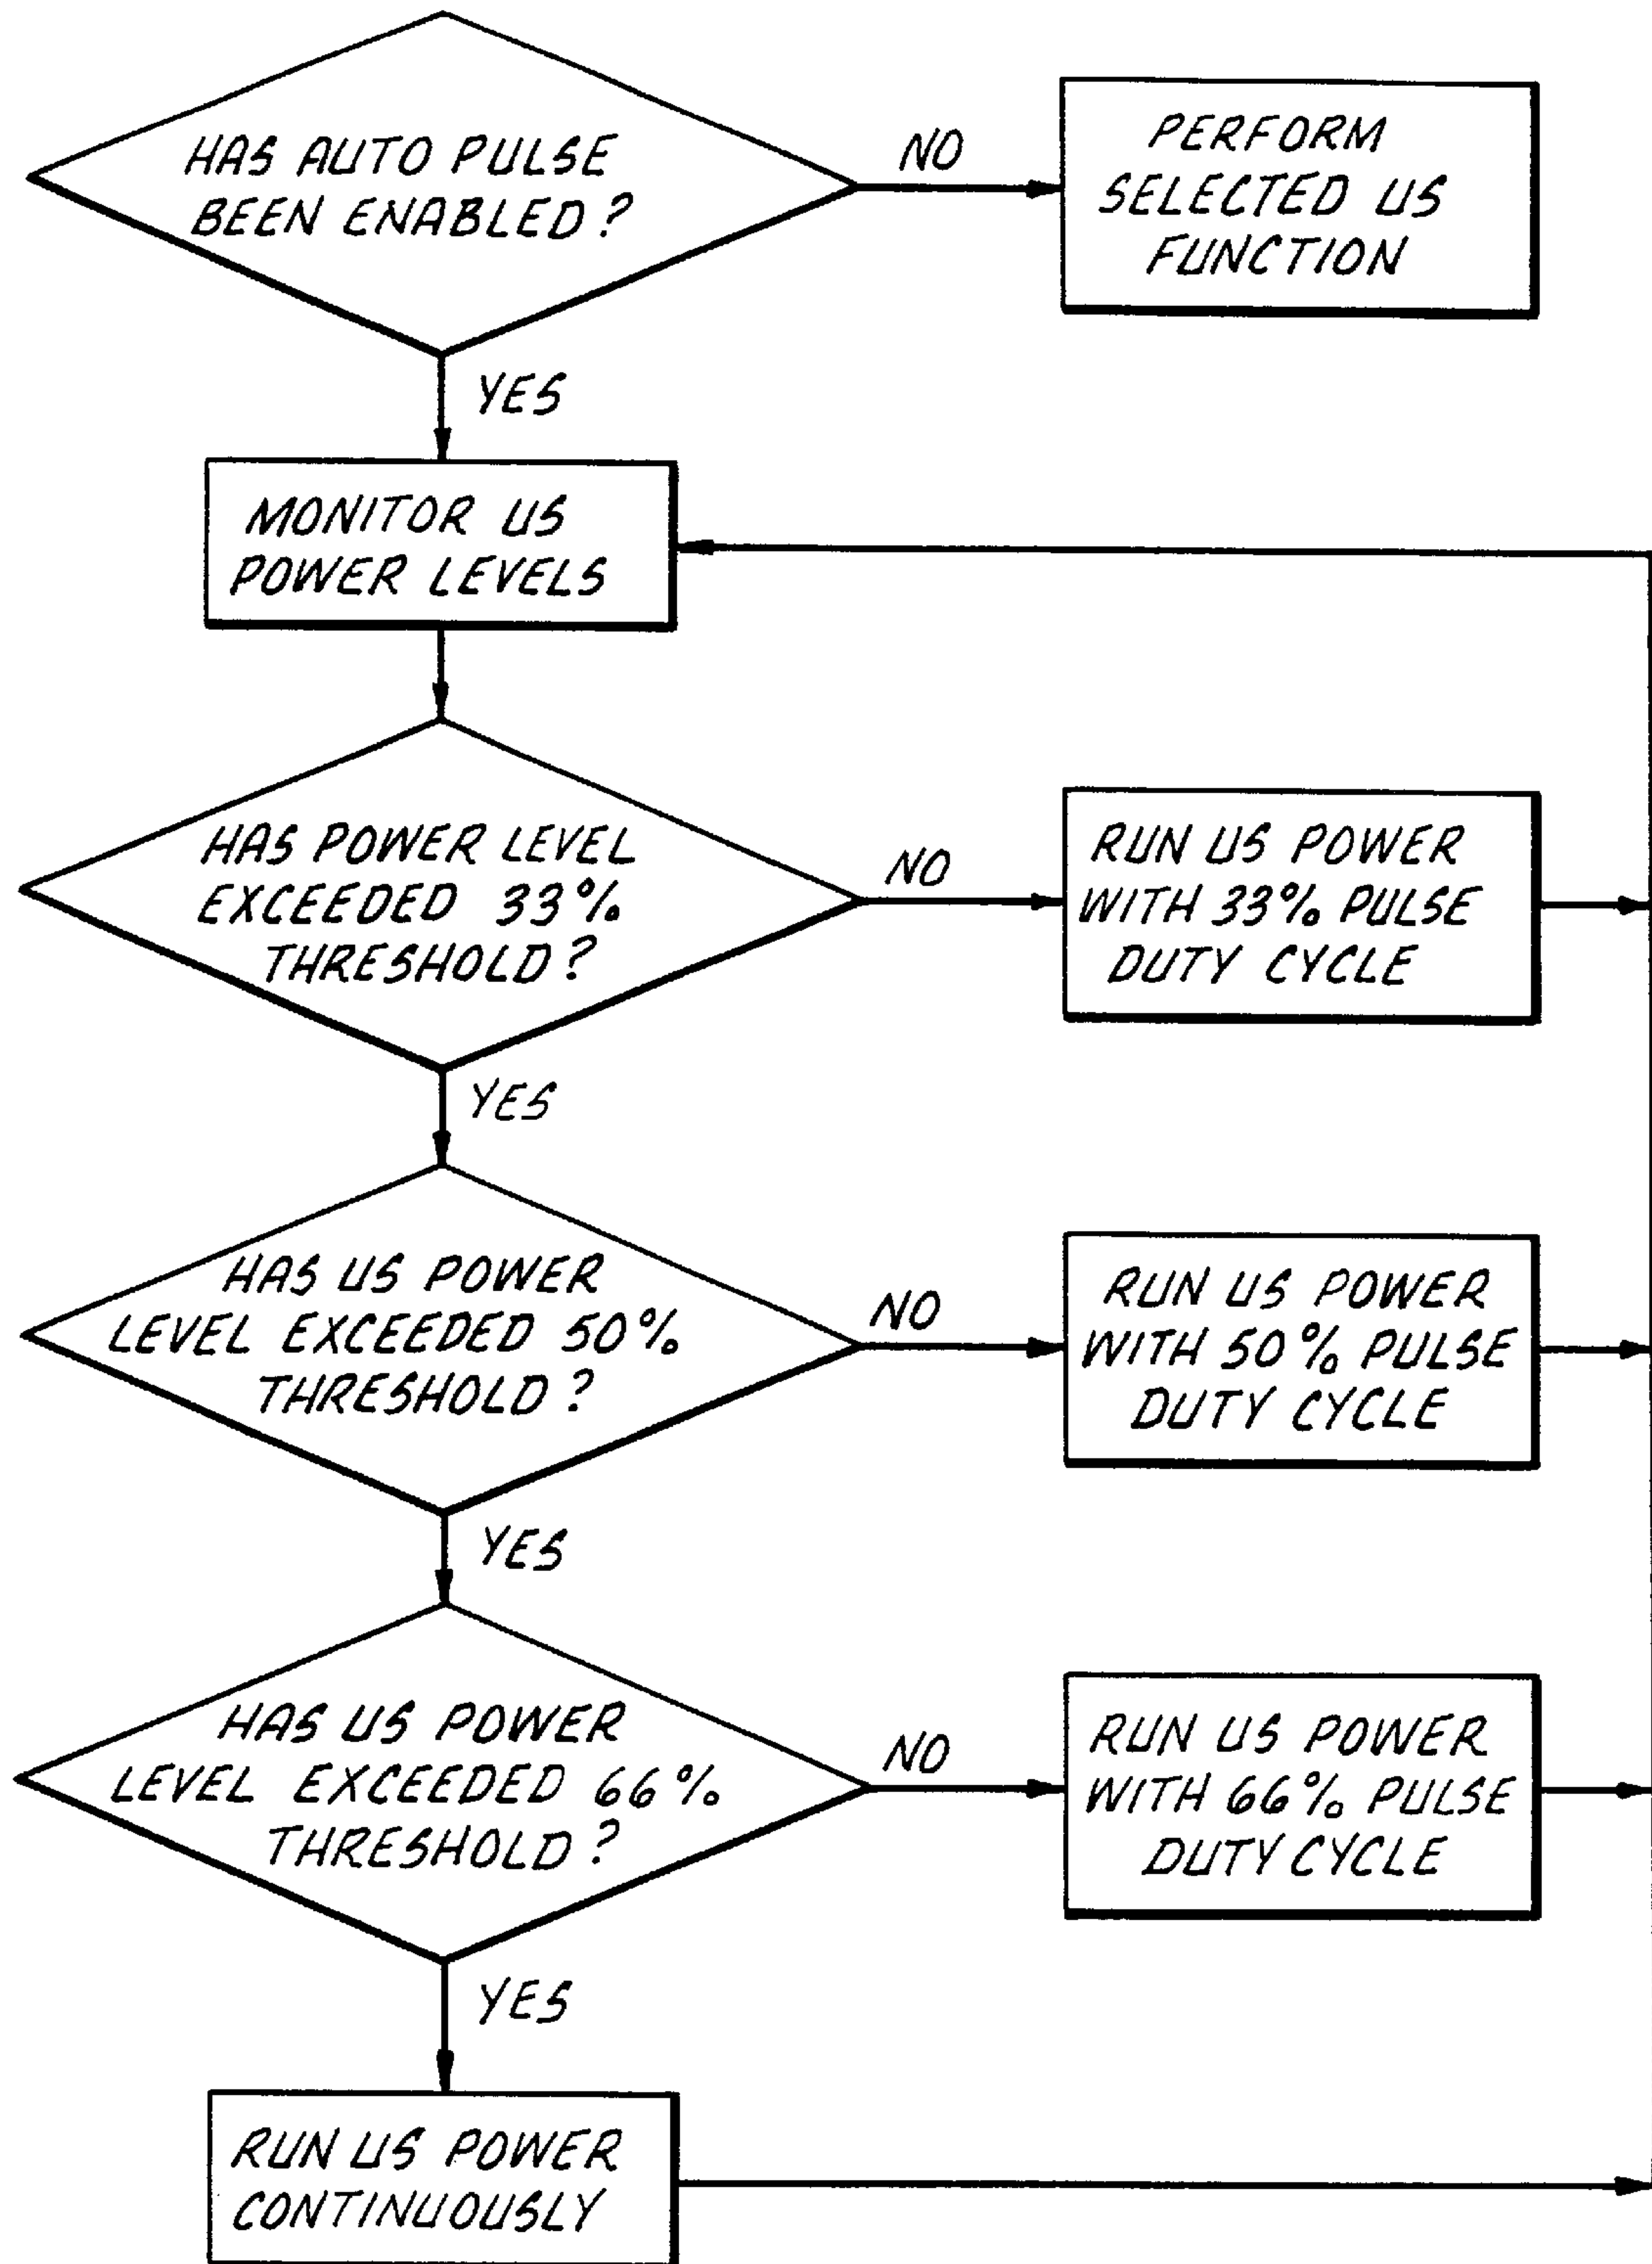 HAS AUTO PULSE
BEEN ENABLED?
NO
PERFORM
SELECTED US
FUNCTION
YES
MONITOR US
POWER LEVELS
HAS POWER LEVEL
EXCEEDED 33%
THRESHOLD?
NO
RUN US POWER
WITH 33% PULSE
DUTY CYCLE
YES
HAS US POWER
LEVEL EXCEEDED 50%
THRESHOLD?
NO
RUN US POWER
WITH 50% PULSE
DUTY CYCLE
YES
HAS US POWER
LEVEL EXCEEDED 66%
THRESHOLD?
NO
RUN US POWER
WITH 66% PULSE
DUTY CYCLE
YES
RUN US POWER
CONTINUOUSLY